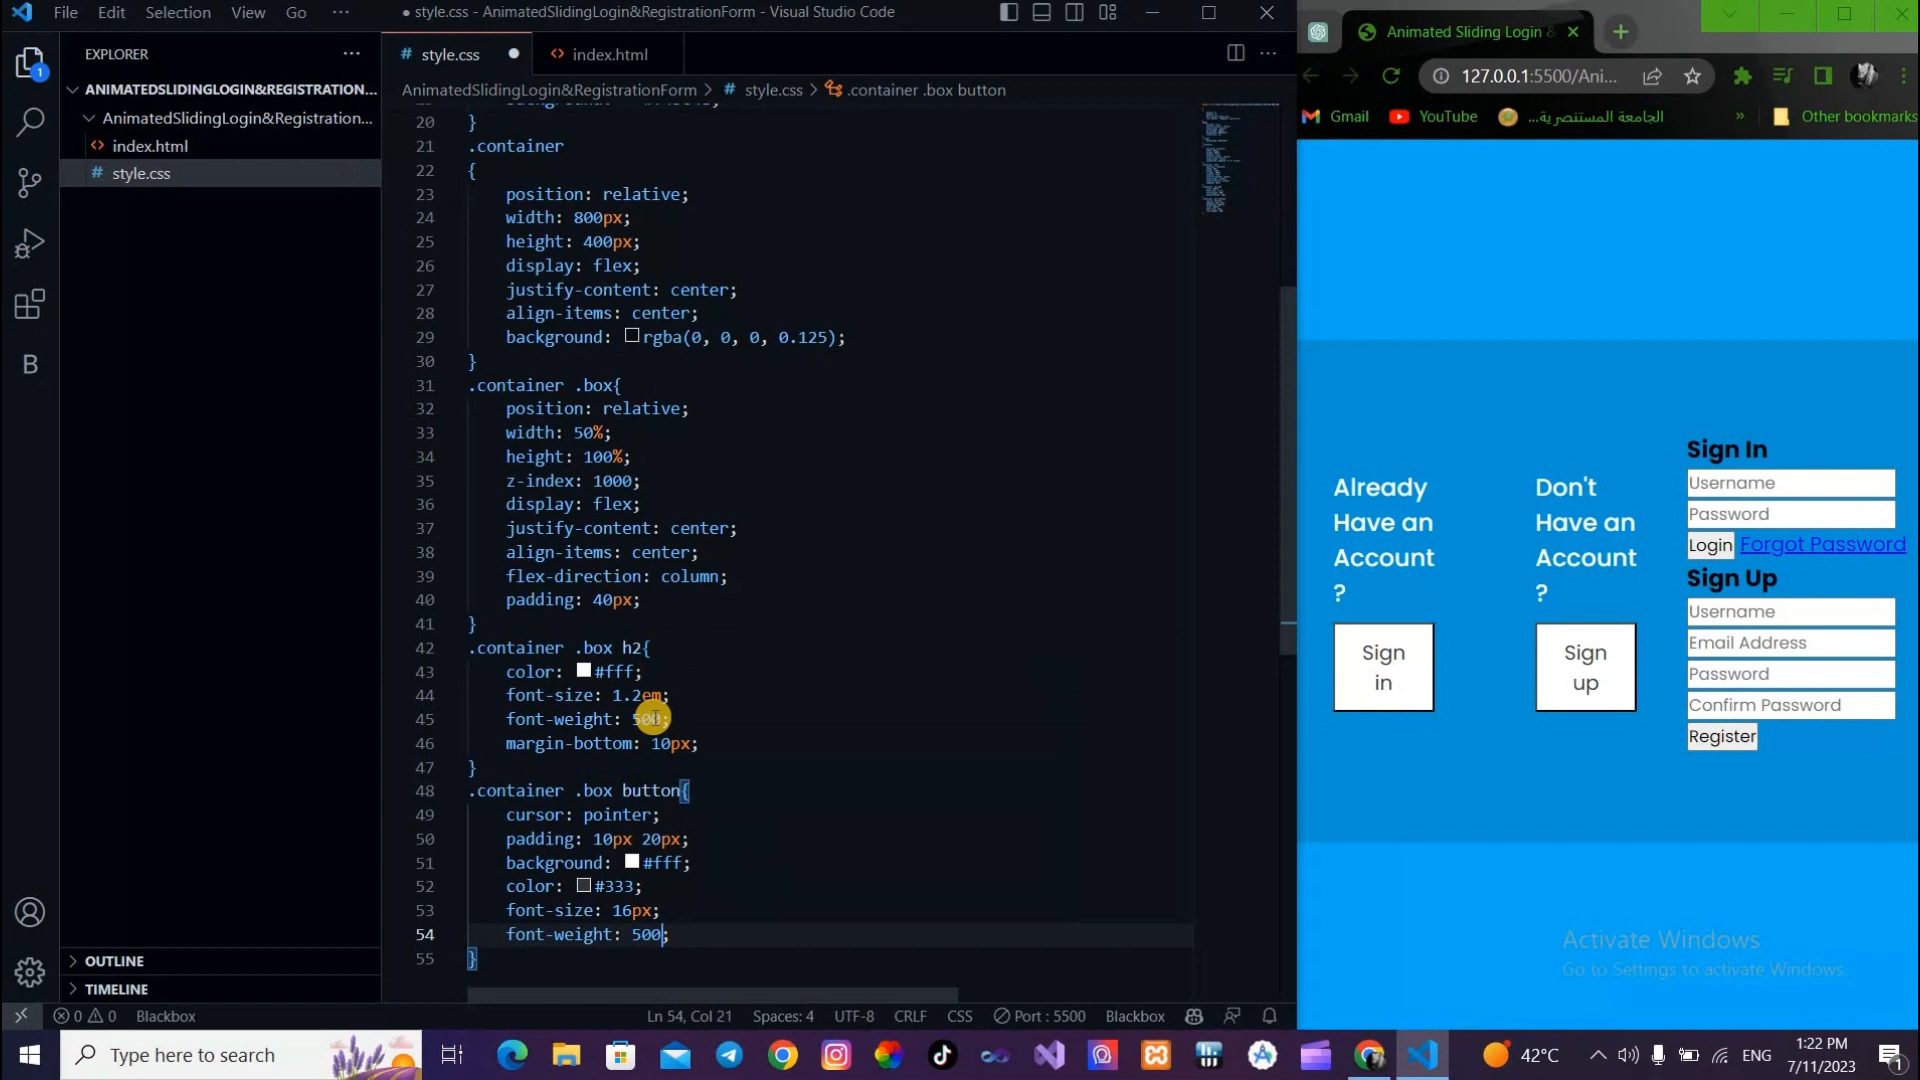 File Edit Selection View Go ···
● style.css - AnimatedSlidingLogin&RegistrationForm - Visual Studio Code
EXPLORER
ANIMATEDSLIDINGLOGIN&REGISTRATION...
AnimatedSlidingLogin&Registration...
<> index.html
# style.css
OUTLINE
TIMELINE
# style.css ●
<> index.html
AnimatedSlidingLogin&RegistrationForm > # style.css > .container .box button
20 }
21 .container
22 {
23 position: relative;
24 width: 800px;
25 height: 400px;
26 display: flex;
27 justify-content: center;
28 align-items: center;
29 background: rgba(0, 0, 0, 0.125);
30 }
31 .container .box{
32 position: relative;
33 width: 50%;
34 height: 100%;
35 z-index: 1000;
36 display: flex;
37 justify-content: center;
38 align-items: center;
39 flex-direction: column;
40 padding: 40px;
41 }
42 .container .box h2{
43 color: #fff;
44 font-size: 1.2em;
45 font-weight: 500;
46 margin-bottom: 10px;
47 }
48 .container .box button{
49 cursor: pointer;
50 padding: 10px 20px;
51 background: #fff;
52 color: #333;
53 font-size: 16px;
54 font-weight: 500;
55 }
0 0 Blackbox
Ln 54, Col 21 Spaces: 4 UTF-8 CRLF CSS Port : 5500 Blackbox
Animated Sliding Login &
127.0.0.1:5500/Ani...
Gmail YouTube الجامعة المستنصرية... » Other bookmarks
Already
Have an
Account
?
Sign
in
Don't
Have an
Account
?
Sign
up
Sign In
Username
Password
Login Forgot Password
Sign Up
Username
Email Address
Password
Confirm Password
Register
Activate Windows
Go to Settings to activate Windows.
Type here to search
42°C
ENG
1:22 PM
7/11/2023
1